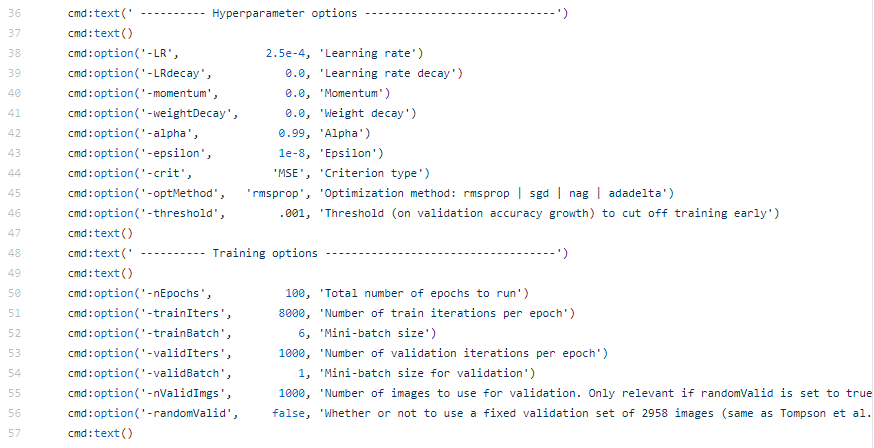 36 cmd:text(' ---------- Hyperparameter options -----------------------------')
37 cmd:text()
38 cmd:option('-LR', 2.5e-4, 'Learning rate')
39 cmd:option('-LRdecay', 0.0, 'Learning rate decay')
40 cmd:option('-momentum', 0.0, 'Momentum')
41 cmd:option('-weightDecay', 0.0, 'Weight decay')
42 cmd:option('-alpha', 0.99, 'Alpha')
43 cmd:option('-epsilon', 1e-8, 'Epsilon')
44 cmd:option('-crit', 'MSE', 'Criterion type')
45 cmd:option('-optMethod', 'rmsprop', 'Optimization method: rmsprop | sgd | nag | adadelta')
46 cmd:option('-threshold', .001, 'Threshold (on validation accuracy growth) to cut off training early')
47 cmd:text()
48 cmd:text(' ---------- Training options -----------------------------------')
49 cmd:text()
50 cmd:option('-nEpochs', 100, 'Total number of epochs to run')
51 cmd:option('-trainIters', 8000, 'Number of train iterations per epoch')
52 cmd:option('-trainBatch', 6, 'Mini-batch size')
53 cmd:option('-validIters', 1000, 'Number of validation iterations per epoch')
54 cmd:option('-validBatch', 1, 'Mini-batch size for validation')
55 cmd:option('-nValidImgs', 1000, 'Number of images to use for validation. Only relevant if randomValid is set to true
56 cmd:option('-randomValid', false, 'Whether or not to use a fixed validation set of 2958 images (same as Tompson et al.
57 cmd:text()